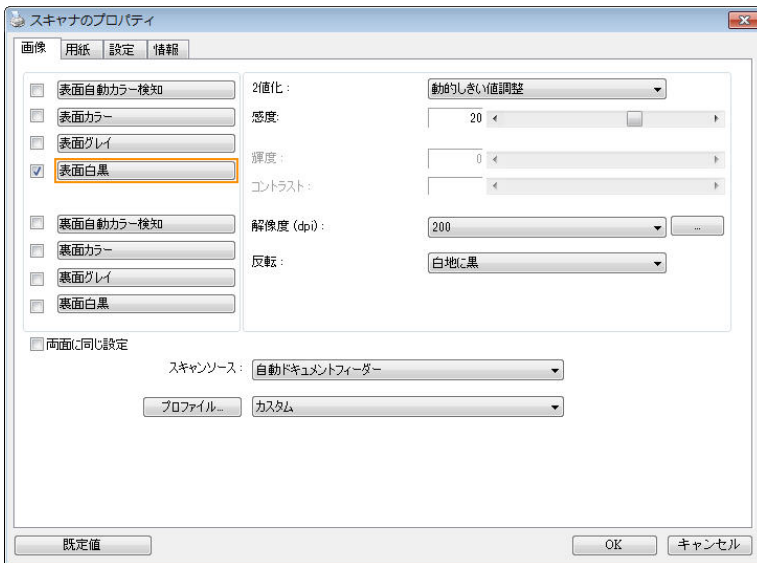 スキャナのプロパティ
画像 用紙 設定 情報
表面自動カラー検知
表面カラー
表面グレイ
表面白黒
裏面自動カラー検知
裏面カラー
裏面グレイ
裏面白黒
2値化: 動的しきい値調整
感度: 20
輝度: 0
コントラスト:
解像度 (dpi): 200 ...
反転: 白地に黒
両面に同じ設定
スキャンソース: 自動ドキュメントフィーダー
プロファイル... カスタム
既定値 OK キャンセル